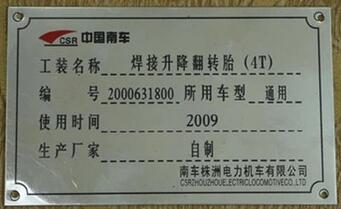 CSR 中国南车
工装名称 焊接升降翻转胎 (4T)
编号 2000631800 所用车型 通用
使用时间 2009
生产厂家 自制
南车株洲电力机车有限公司
CSRZHUZHOUELECTRICLOCOMOTIVECO.,LTD